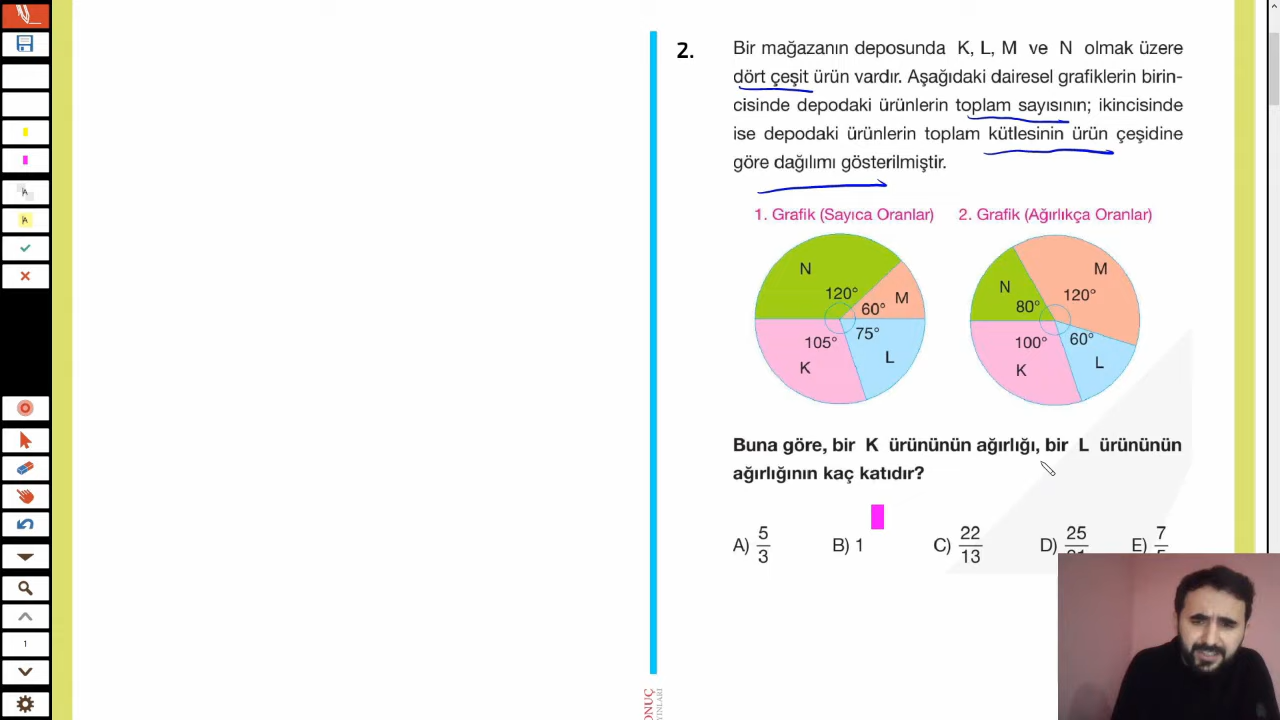 2.
Bir mağazanın deposunda K, L, M ve N olmak üzere
dört çeşit ürün vardır. Aşağıdaki dairesel grafiklerin birin-
cisinde depodaki ürünlerin toplam sayısının; ikincisinde
ise depodaki ürünlerin toplam kütlesinin ürün çeşidine
göre dağılımı gösterilmiştir.
1. Grafik (Sayıca Oranlar)
N
120°
60°
M
75°
L
105°
K
2. Grafik (Ağırlıkça Oranlar)
M
120°
N
80°
60°
L
100°
K
Buna göre, bir K ürününün ağırlığı, bir L ürününün
ağırlığının kaç katıdır?
A) 5/3 B) 1 C) 22/13 D) 25/ E) 7/
1
A
A